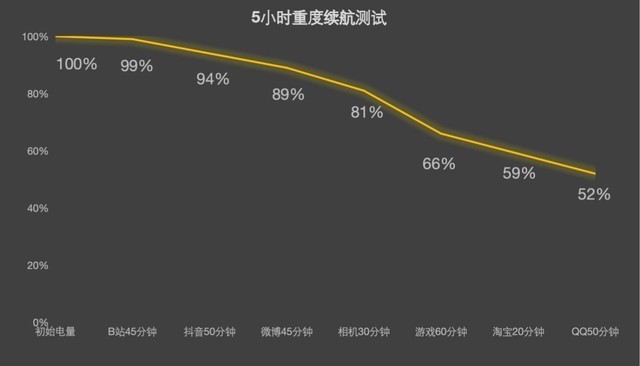 5小时重度续航测试
100%
80%
60%
40%
20%
0%
100%
99%
94%
89%
81%
66%
59%
52%
初始电量
B站45分钟
抖音50分钟
微博45分钟
相机30分钟
游戏60分钟
淘宝20分钟
QQ50分钟